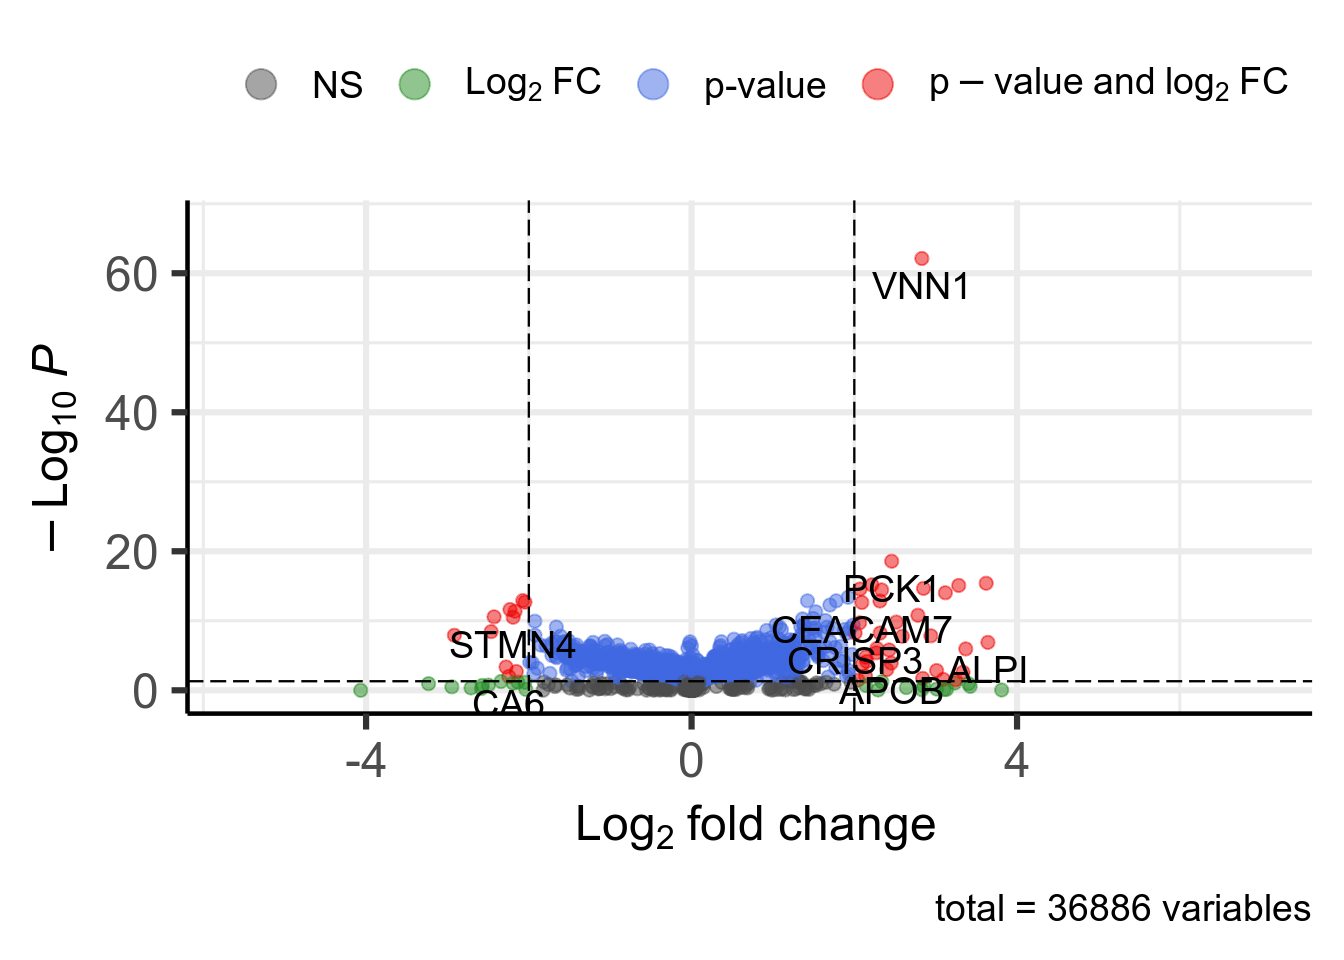 NS Log₂ FC p-value p − value and log₂ FC
60
40
20
0
− Log₁₀ P
VNN1
PCK1
CEACAM7
STMN4
CRISP3
ALPI
APOB
CA6
-4 0 4
Log₂ fold change
total = 36886 variables